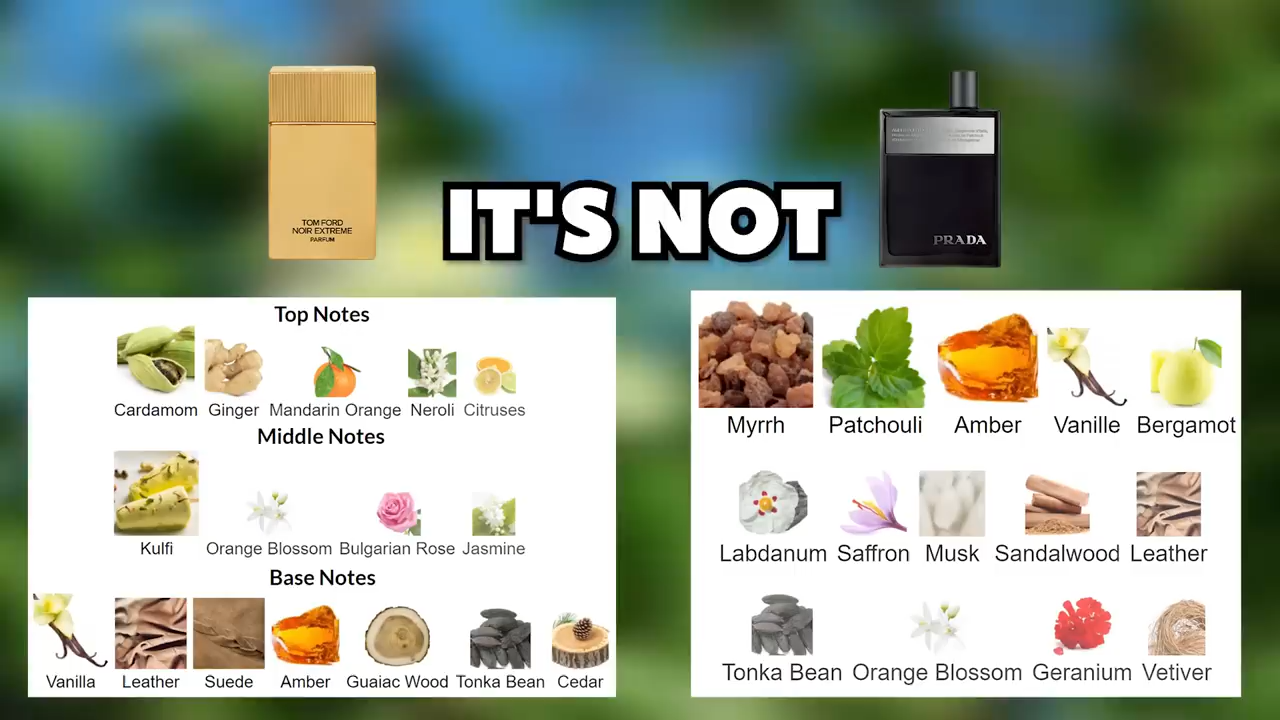 TOM FORD
NOIR EXTREME
PARFUM
IT'S NOT
PRADA
Top Notes
Cardamom Ginger Mandarin Orange Neroli Citruses
Middle Notes
Kulfi Orange Blossom Bulgarian Rose Jasmine
Base Notes
Vanilla Leather Suede Amber Guaiac Wood Tonka Bean Cedar
Myrrh Patchouli Amber Vanille Bergamot
Labdanum Saffron Musk Sandalwood Leather
Tonka Bean Orange Blossom Geranium Vetiver